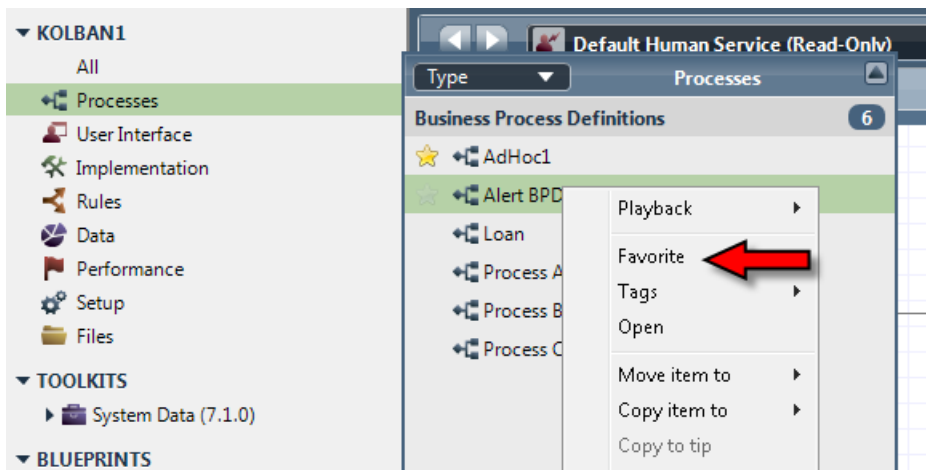 KOLBAN1
All
Processes
User Interface
Implementation
Rules
Data
Performance
Setup
Files
TOOLKITS
System Data (7.1.0)
BLUEPRINTS
Default Human Service (Read-Only)
Type
Processes
Business Process Definitions 6
AdHoc1
Alert BPD
Loan
Process A
Process B
Process C
Playback
Favorite
Tags
Open
Move item to
Copy item to
Copy to tip